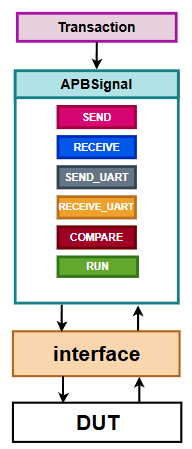 Transaction
APBSignal
SEND
RECEIVE
SEND_UART
RECEIVE_UART
COMPARE
RUN
interface
DUT